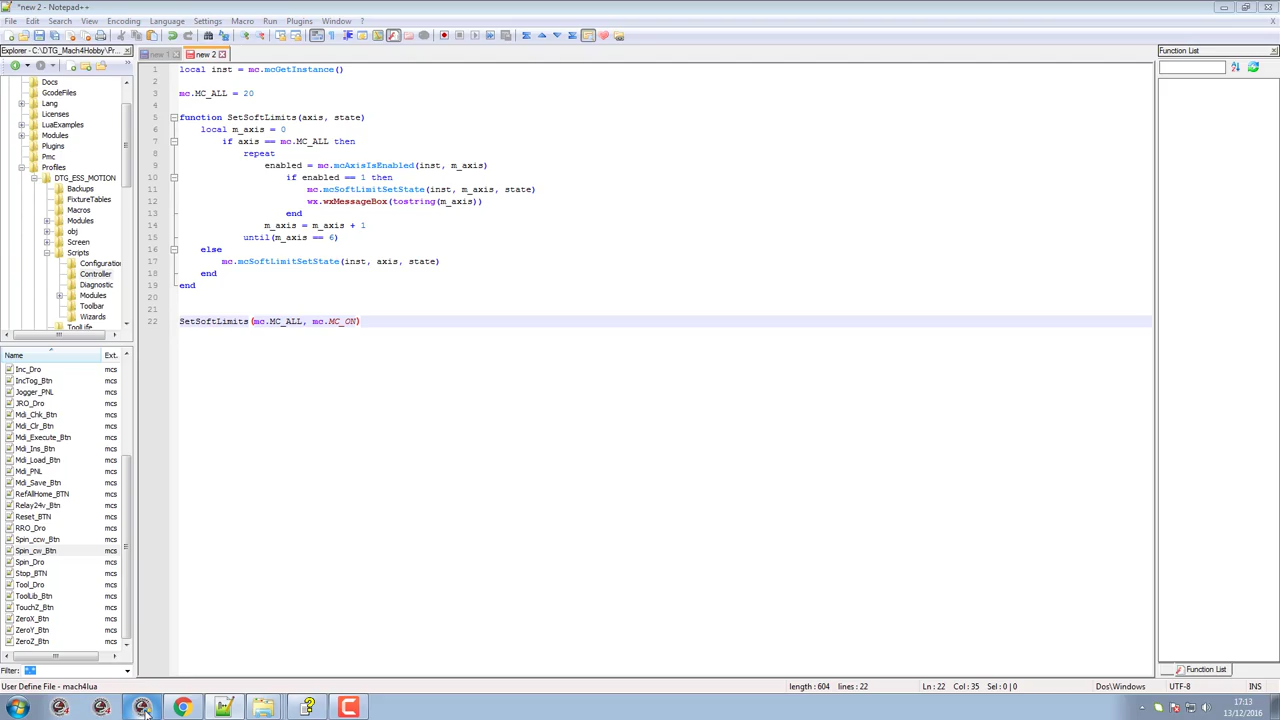 *new 2 - Notepad++
File Edit Search View Encoding Language Settings Macro Run Plugins Window ?
Explorer - C:\DTG_Mach4Hobby\Pr...
new 1
new 2
Function List
Docs
GcodeFiles
Lang
Licenses
LuaExamples
Modules
Plugins
Pmc
Profiles
DTG_ESS_MOTION
Backups
FixtureTables
Macros
Modules
obj
Screen
Scripts
Configuration
Controller
Diagnostic
Modules
Toolbar
Wizards
ToolLife
Name Ext.
Inc_Dro mcs
IncTog_Btn mcs
Jogger_PNL mcs
JRO_Dro mcs
Mdi_Chk_Btn mcs
Mdi_Clr_Btn mcs
Mdi_Execute_Btn mcs
Mdi_Ins_Btn mcs
Mdi_Load_Btn mcs
Mdi_PNL mcs
Mdi_Save_Btn mcs
RefAllHome_BTN mcs
Relay24v_Btn mcs
Reset_BTN mcs
RRO_Dro mcs
Spin_ccw_Btn mcs
Spin_cw_Btn mcs
Spin_Dro mcs
Stop_BTN mcs
Tool_Dro mcs
ToolLib_Btn mcs
TouchZ_Btn mcs
ZeroX_Btn mcs
ZeroY_Btn mcs
ZeroZ_Btn mcs
Filter: *.*
1 local inst = mc.mcGetInstance()
2
3 mc.MC_ALL = 20
4
5 function SetSoftLimits(axis, state)
6 local m_axis = 0
7 if axis == mc.MC_ALL then
8 repeat
9 enabled = mc.mcAxisIsEnabled(inst, m_axis)
10 if enabled == 1 then
11 mc.mcSoftLimitSetState(inst, m_axis, state)
12 wx.wxMessageBox(tostring(m_axis))
13 end
14 m_axis = m_axis + 1
15 until(m_axis == 6)
16 else
17 mc.mcSoftLimitSetState(inst, axis, state)
18 end
19 end
20
21
22 SetSoftLimits(mc.MC_ALL, mc.MC_ON)
Function List
User Define File - mach4lua length : 604 lines : 22 Ln : 22 Col : 35 Sel : 0 | 0 Dos\Windows UTF-8 INS
17:13
13/12/2016